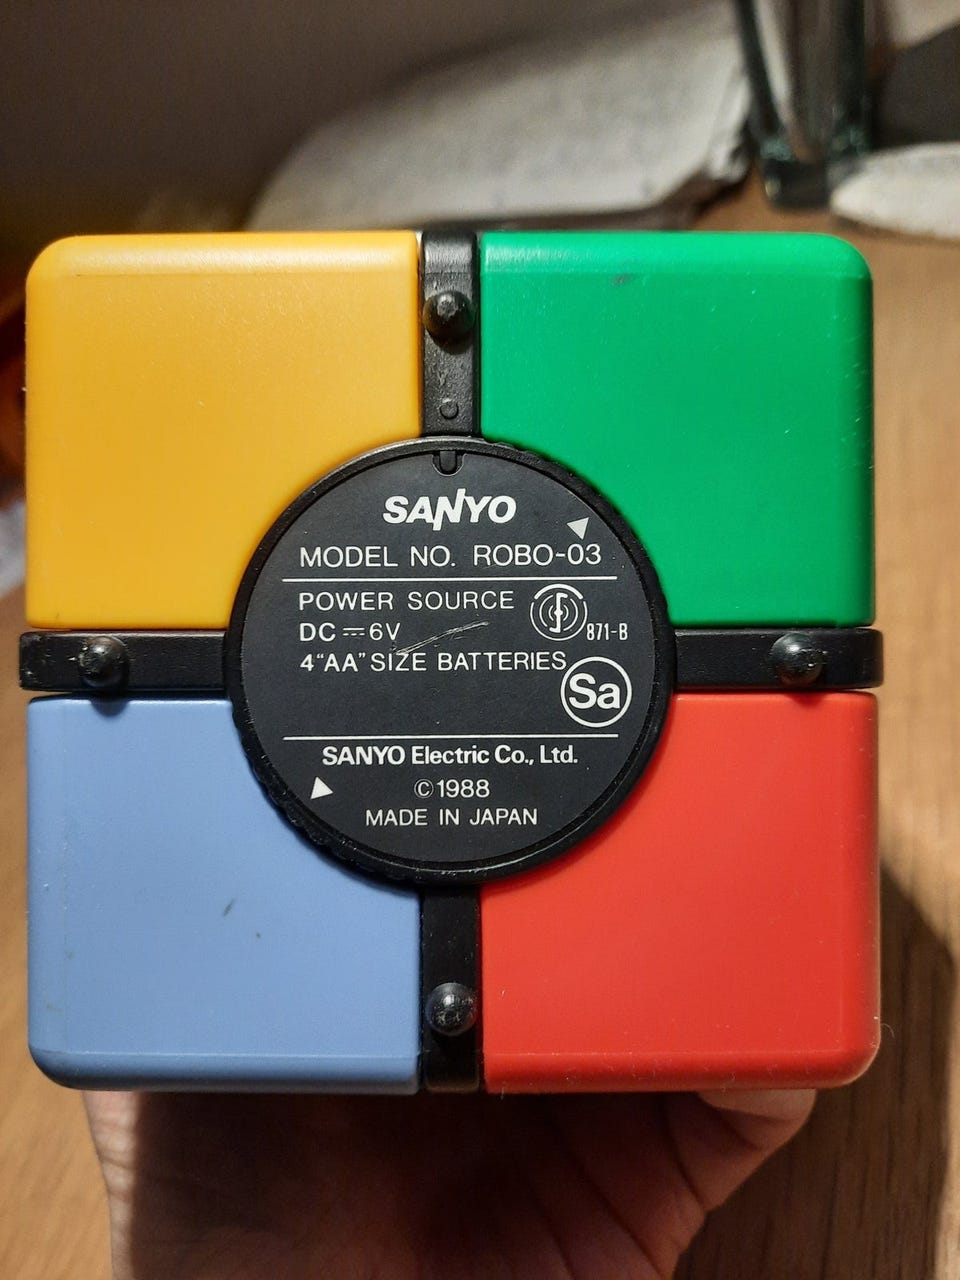 SANYO
MODEL NO. ROBO-03
POWER SOURCE
DC 6V
871-B
4“AA” SIZE BATTERIES
Sa
SANYO Electric Co., Ltd.
©1988
MADE IN JAPAN